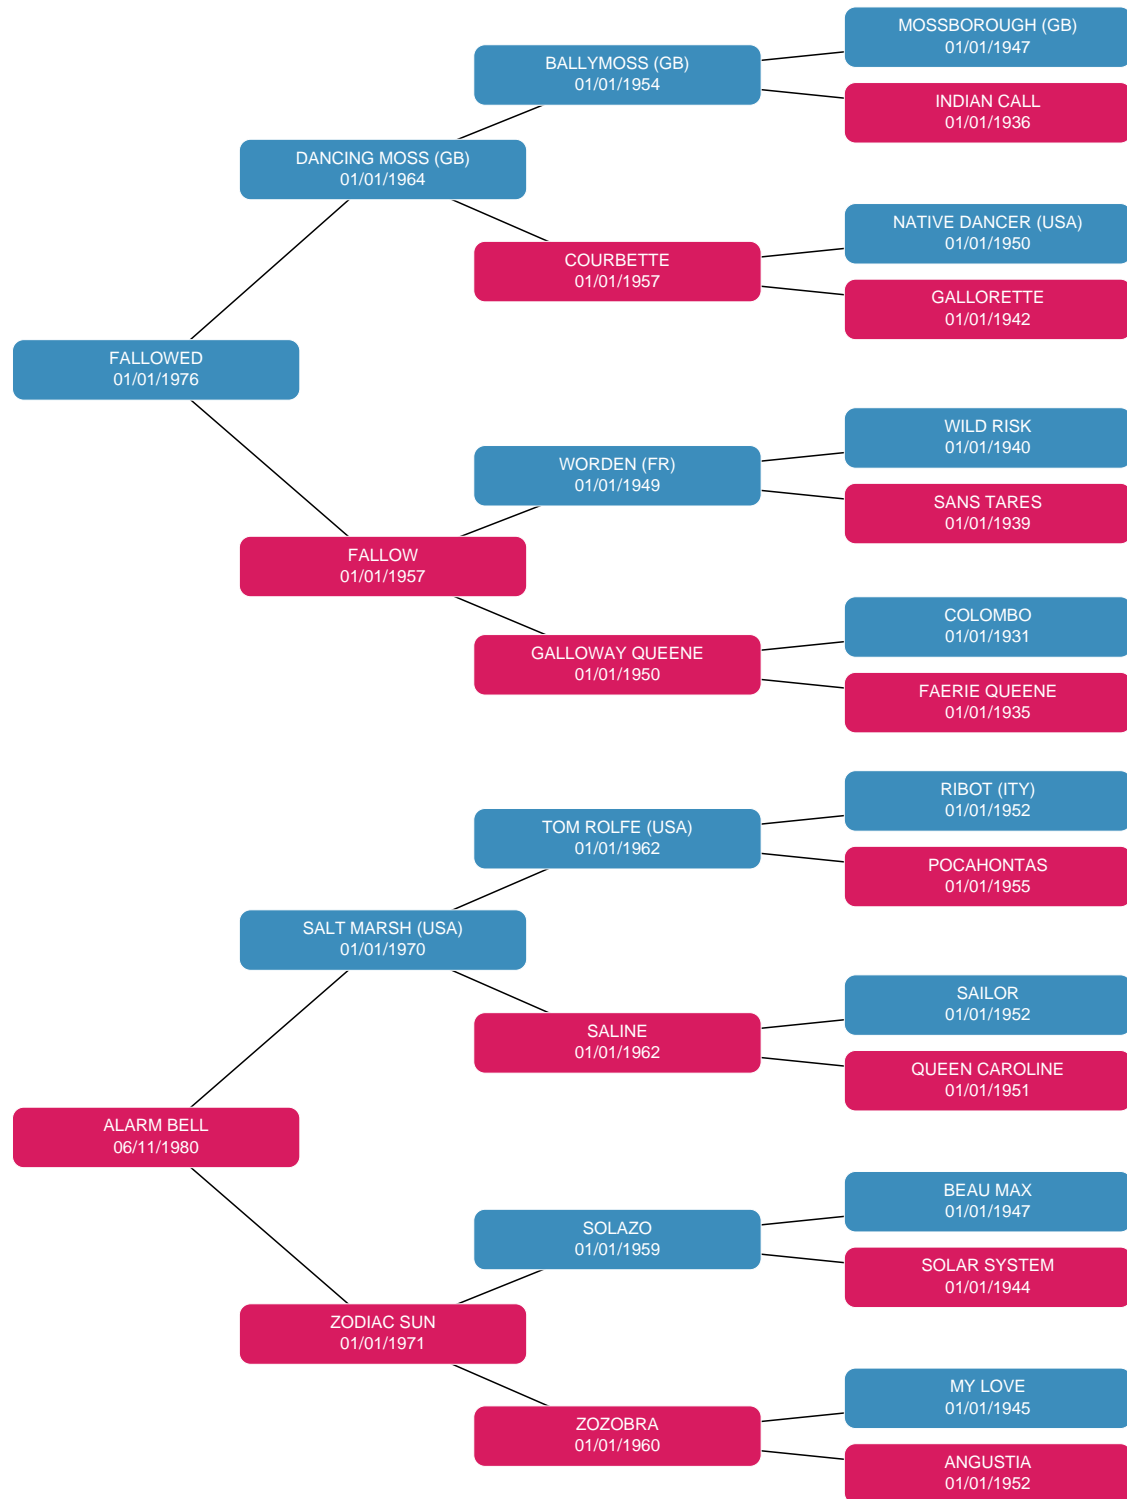 MOSSBOROUGH (GB)
01/01/1947
BALLYMOSS (GB)
01/01/1954
INDIAN CALL
01/01/1936
DANCING MOSS (GB)
01/01/1964
NATIVE DANCER (USA)
01/01/1950
COURBETTE
01/01/1957
GALLORETTE
01/01/1942
FALLOWED
01/01/1976
WILD RISK
01/01/1940
WORDEN (FR)
01/01/1949
SANS TARES
01/01/1939
FALLOW
01/01/1957
COLOMBO
01/01/1931
GALLOWAY QUEENE
01/01/1950
FAERIE QUEENE
01/01/1935
RIBOT (ITY)
01/01/1952
TOM ROLFE (USA)
01/01/1962
POCAHONTAS
01/01/1955
SALT MARSH (USA)
01/01/1970
SAILOR
01/01/1952
SALINE
01/01/1962
QUEEN CAROLINE
01/01/1951
ALARM BELL
06/11/1980
BEAU MAX
01/01/1947
SOLAZO
01/01/1959
SOLAR SYSTEM
01/01/1944
ZODIAC SUN
01/01/1971
MY LOVE
01/01/1945
ZOZOBRA
01/01/1960
ANGUSTIA
01/01/1952